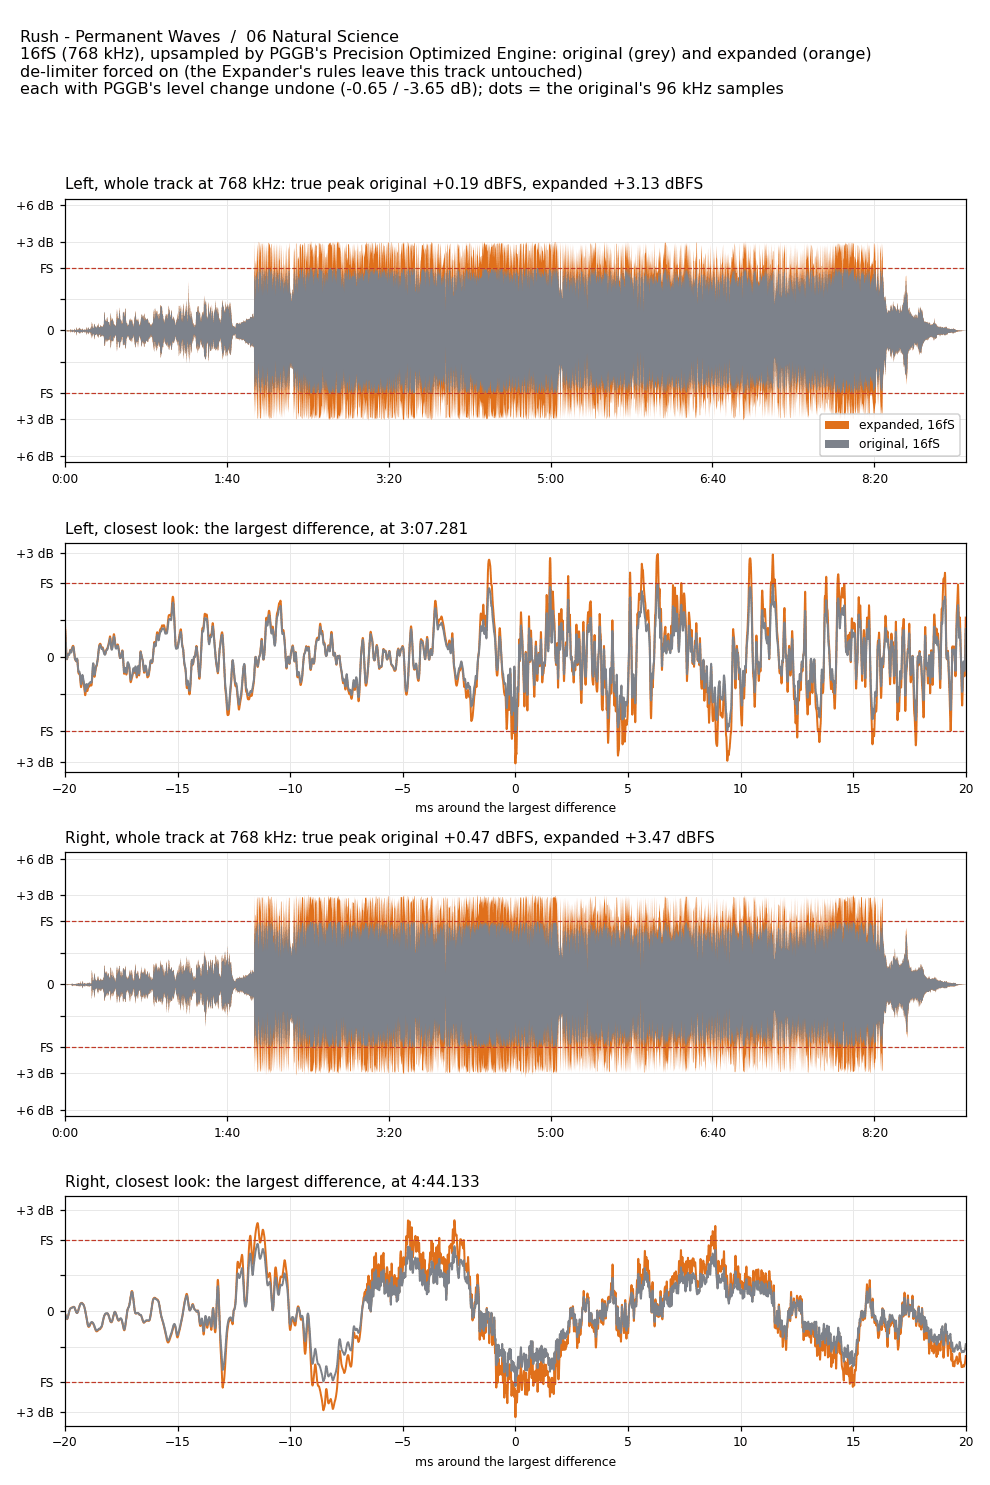 Rush - Permanent Waves  /  06 Natural Science
16fS (768 kHz), upsampled by PGGB's Precision Optimized Engine: original (grey) and expanded (orange)
de-limiter forced on (the Expander's rules leave this track untouched)
each with PGGB's level change undone (-0.65 / -3.65 dB); dots = the original's 96 kHz samples
Left, whole track at 768 kHz: true peak original +0.19 dBFS, expanded +3.13 dBFS
+6 dB
+3 dB
FS
0
FS
+3 dB
+6 dB
expanded, 16fS
original, 16fS
0:00 1:40 3:20 5:00 6:40 8:20
Left, closest look: the largest difference, at 3:07.281
+3 dB
FS
0
FS
+3 dB
−20 −15 −10 −5 0 5 10 15 20
ms around the largest difference
Right, whole track at 768 kHz: true peak original +0.47 dBFS, expanded +3.47 dBFS
+6 dB
+3 dB
FS
0
FS
+3 dB
+6 dB
0:00 1:40 3:20 5:00 6:40 8:20
Right, closest look: the largest difference, at 4:44.133
+3 dB
FS
0
FS
+3 dB
−20 −15 −10 −5 0 5 10 15 20
ms around the largest difference